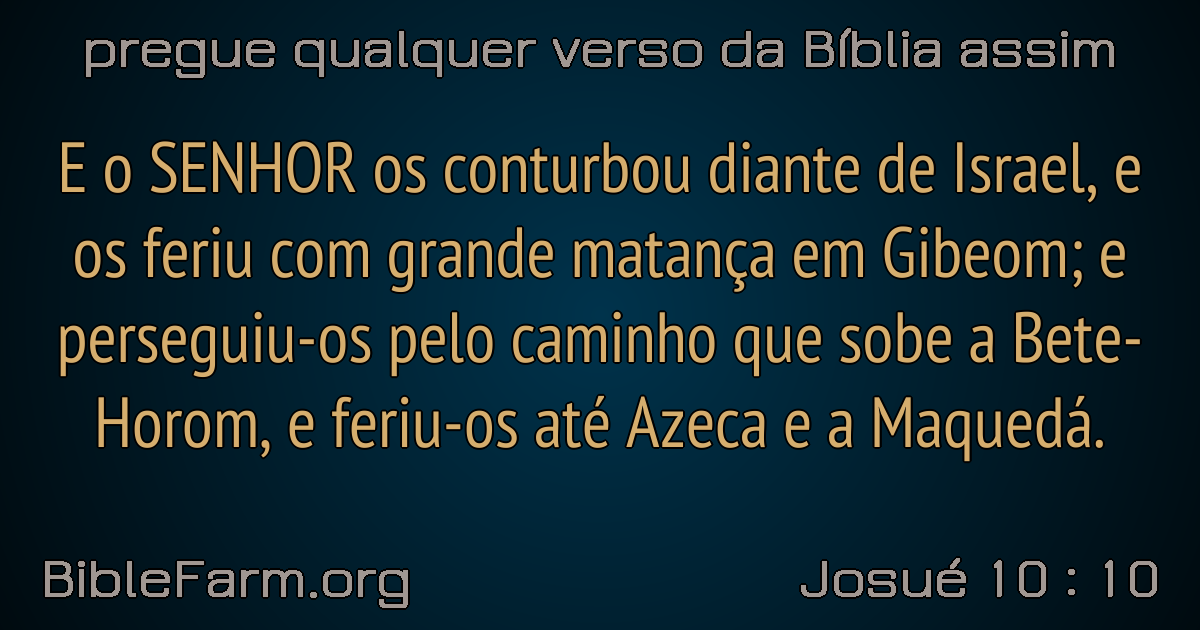 pregue qualquer verso da Bíblia assim
E o SENHOR os conturbou diante de Israel, e
os feriu com grande matança em Gibeom; e
perseguiu-os pelo caminho que sobe a Bete-
Horom, e feriu-os até Azeca e a Maquedá.
BibleFarm.org
Josué 10 : 10